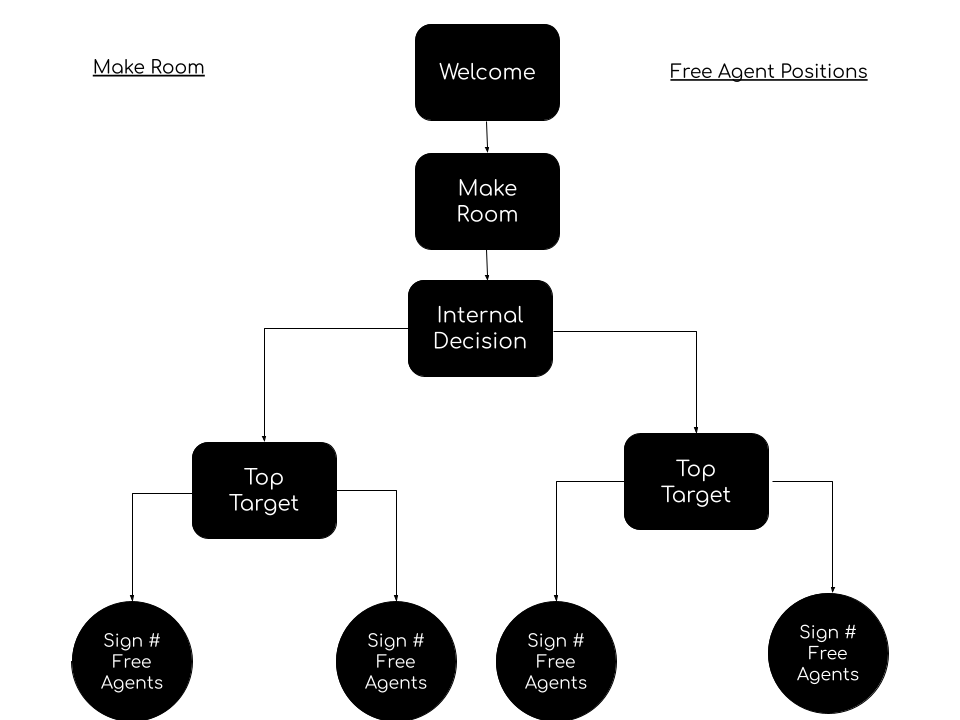 Make Room
Welcome
Free Agent Positions
Make
Room
Internal
Decision
Top
Target
Top
Target
Sign #
Free
Agents
Sign #
Free
Agents
Sign #
Free
Agents
Sign #
Free
Agents